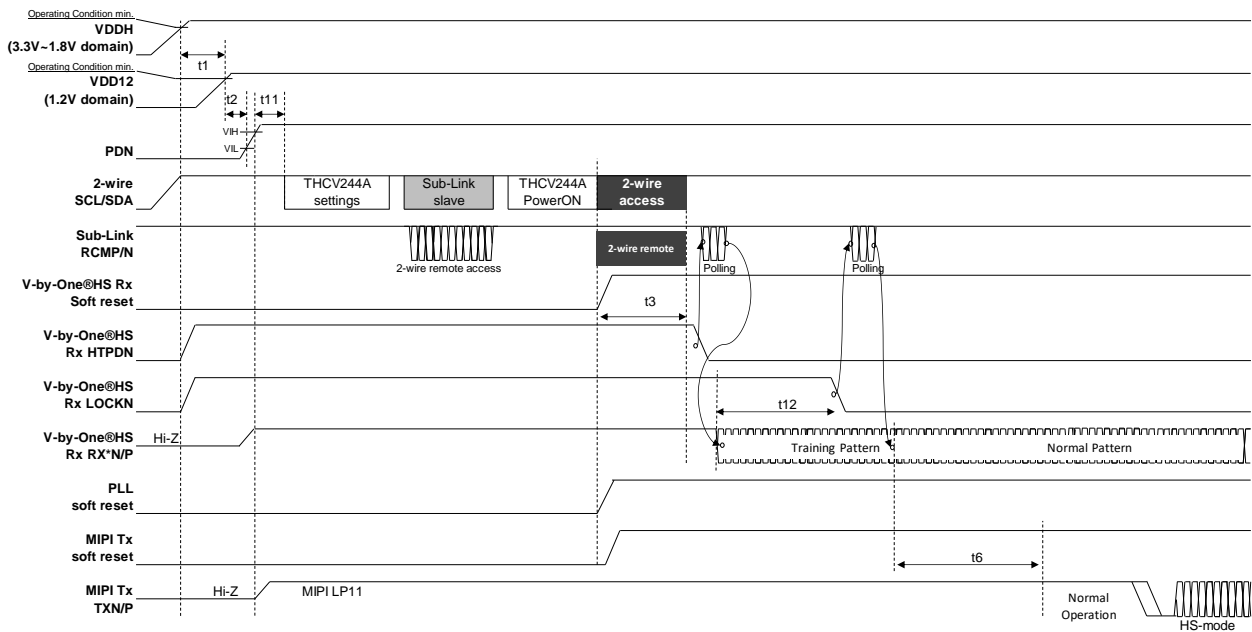 Operating Condition min.
VDDH
(3.3V~1.8V domain)
t1
Operating Condition min.
VDD12
(1.2V domain)
t2
t11
VIH
VIL
PDN
2-wire
SCL/SDA
THCV244A
settings
Sub-Link
slave
THCV244A
PowerON
2-wire
access
Sub-Link
RCMP/N
2-wire remote access
2-wire remote
Polling
Polling
V-by-One®HS Rx
Soft reset
t3
V-by-One®HS
Rx HTPDN
V-by-One®HS
Rx LOCKN
t12
V-by-One®HS
Rx RX*N/P
Hi-Z
Training Pattern
Normal Pattern
PLL
soft reset
MIPI Tx
soft reset
t6
MIPI Tx
TXN/P
Hi-Z
MIPI LP11
Normal
Operation
HS-mode